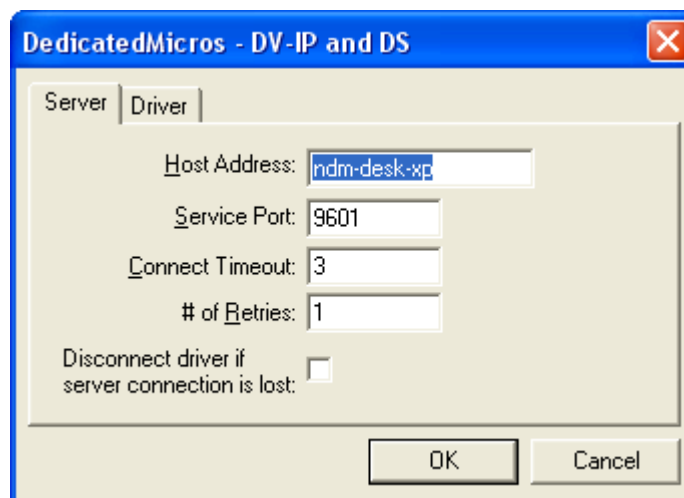 DedicatedMicros - DV-IP and DS
Server Driver
Host Address: ndm-desk-xp
Service Port: 9601
Connect Timeout: 3
# of Retries: 1
Disconnect driver if
server connection is lost:
OK Cancel